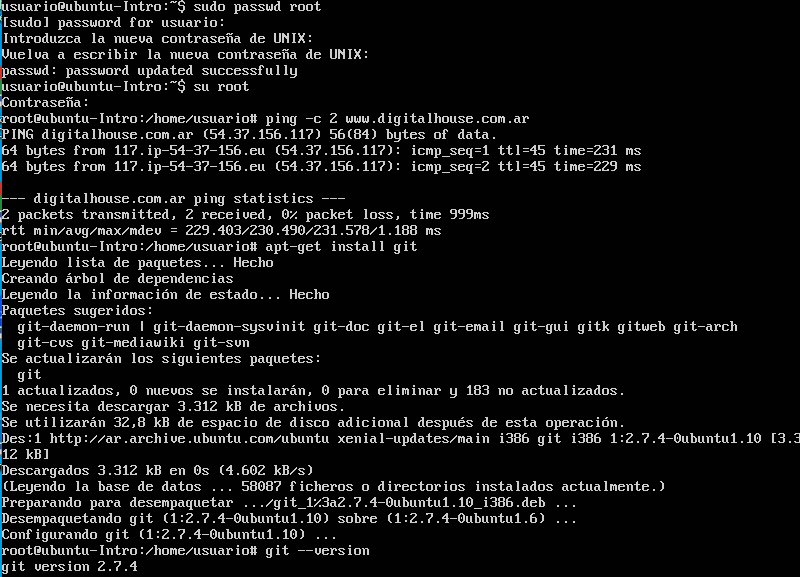 usuario@ubuntu-Intro:~$ sudo passwd root
[sudo] password for usuario:
Introduzca la nueva contraseña de UNIX:
Vuelva a escribir la nueva contraseña de UNIX:
passwd: password updated successfully
usuario@ubuntu-Intro:~$ su root
Contraseña:
root@ubuntu-Intro:/home/usuario# ping -c 2 www.digitalhouse.com.ar
PING digitalhouse.com.ar (54.37.156.117) 56(84) bytes of data.
64 bytes from 117.ip-54-37-156.eu (54.37.156.117): icmp_seq=1 ttl=45 time=231 ms
64 bytes from 117.ip-54-37-156.eu (54.37.156.117): icmp_seq=2 ttl=45 time=229 ms

--- digitalhouse.com.ar ping statistics ---
2 packets transmitted, 2 received, 0% packet loss, time 999ms
rtt min/avg/max/mdev = 229.403/230.490/231.578/1.188 ms
root@ubuntu-Intro:/home/usuario# apt-get install git
Leyendo lista de paquetes... Hecho
Creando árbol de dependencias
Leyendo la información de estado... Hecho
Paquetes sugeridos:
  git-daemon-run | git-daemon-sysvinit git-doc git-el git-email git-gui gitk gitweb git-arch
  git-cvs git-mediawiki git-svn
Se actualizarán los siguientes paquetes:
  git
1 actualizados, 0 nuevos se instalarán, 0 para eliminar y 183 no actualizados.
Se necesita descargar 3.312 kB de archivos.
Se utilizarán 32,8 kB de espacio de disco adicional después de esta operación.
Des:1 http://ar.archive.ubuntu.com/ubuntu xenial-updates/main i386 git i386 1:2.7.4-0ubuntu1.10 [3.3
12 kB]
Descargados 3.312 kB en 0s (4.602 kB/s)
(Leyendo la base de datos ... 58087 ficheros o directorios instalados actualmente.)
Preparando para desempaquetar .../git_1%3a2.7.4-0ubuntu1.10_i386.deb ...
Desempaquetando git (1:2.7.4-0ubuntu1.10) sobre (1:2.7.4-0ubuntu1.6) ...
Configurando git (1:2.7.4-0ubuntu1.10) ...
root@ubuntu-Intro:/home/usuario# git --version
git version 2.7.4